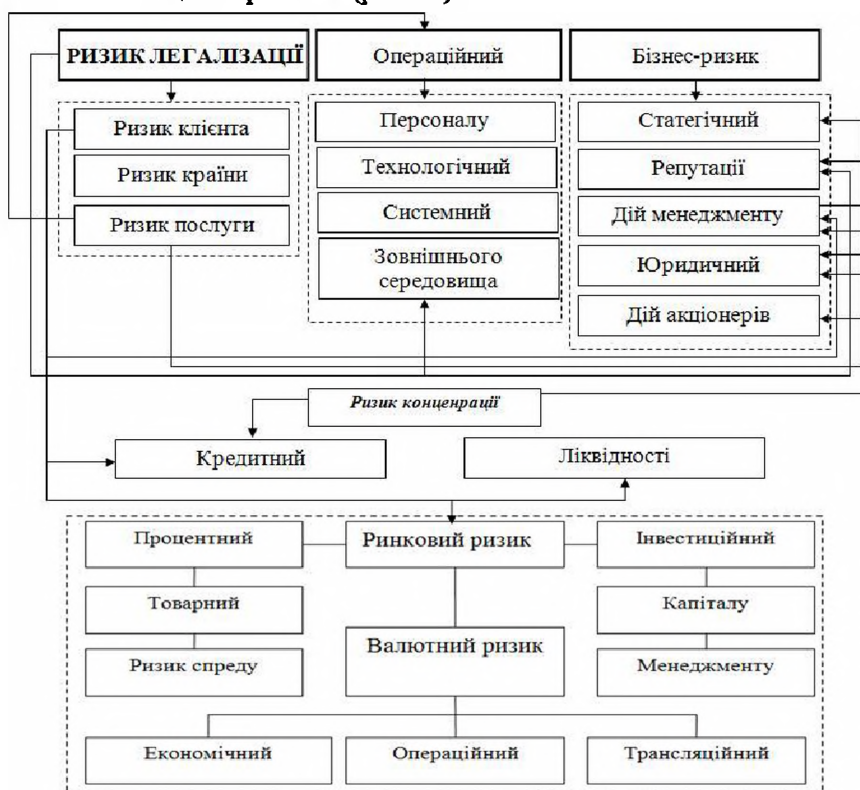 РИЗИК ЛЕГАЛІЗАЦІЇ
Операційний
Бізнес-ризик
Ризик клієнта
Ризик країни
Ризик послуги
Персоналу
Технологічний
Системний
Зовнішнього
середовища
Статегічний
Репутації
Дій менеджменту
Юридичний
Дій акціонерів
Ризик конценрації
Кредитний
Ліквідності
Процентний
Ринковий ризик
Інвестиційний
Товарний
Капіталу
Валютний ризик
Ризик спреду
Менеджменту
Економічний
Операційний
Трансляційний